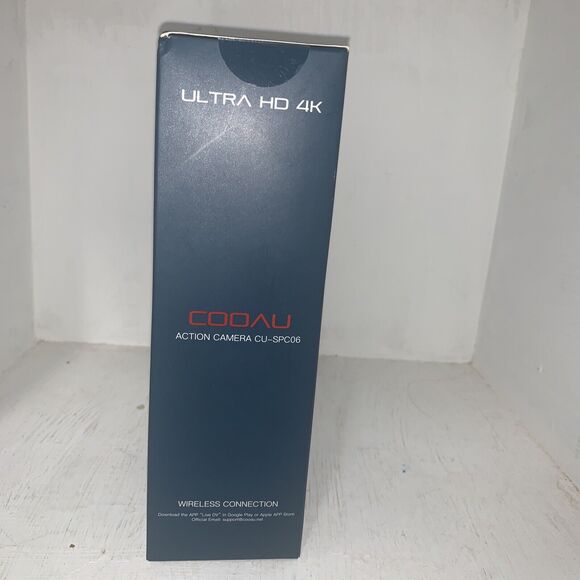 ULTRA HD 4K
COOAU
ACTION CAMERA CU-SPC06
WIRELESS CONNECTION
Download the APP "Live DV" in Google Play or Apple APP Store
Official Email: support@cooau.net